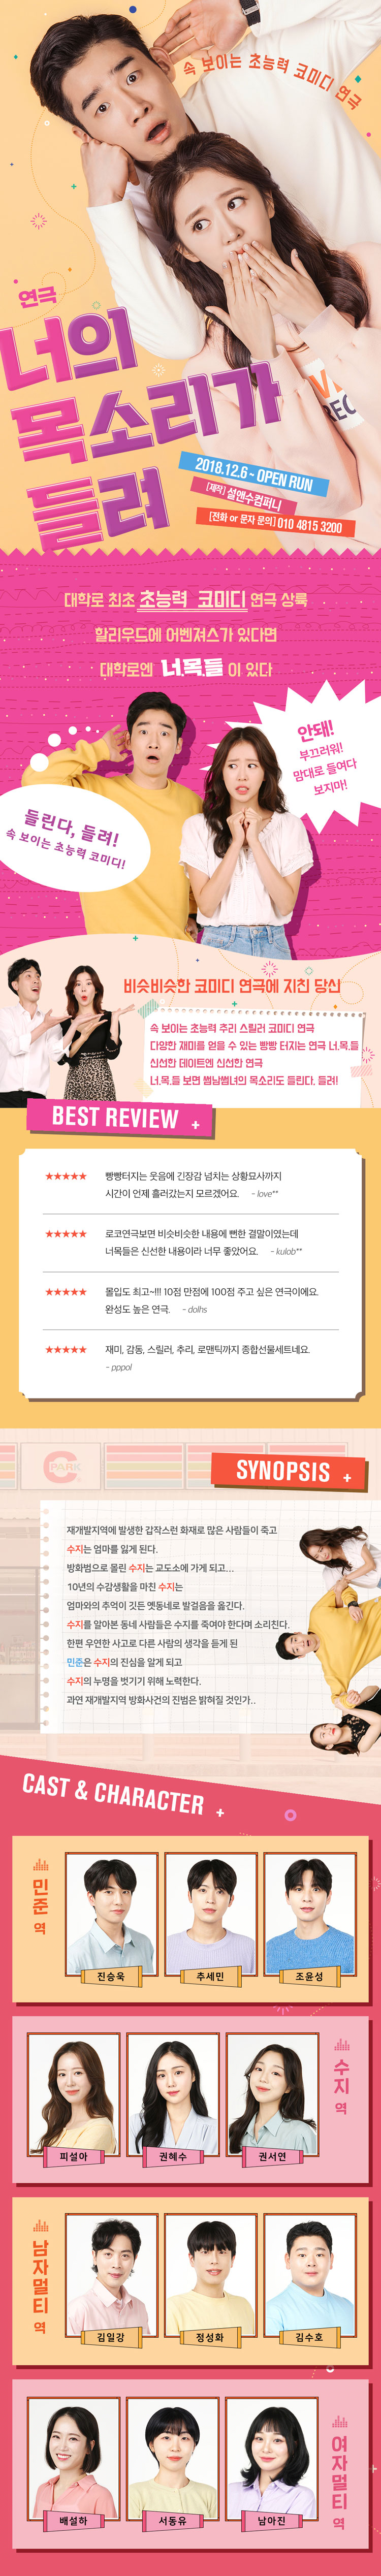 속 보이는 초능력 코미디 연극
연극
너의
목소리가
들려
2018.12.6 ~ OPEN RUN
[제작] 설앤수컴퍼니
[전화 or 문자 문의] 010 4815 3200
대학로 최초 초능력 코미디 연극 상륙
할리우드에 어벤져스가 있다면
대학로엔 너.목.들 이 있다
안돼!
부끄러워!
맘대로 들여다
보지마!
들린다, 들려!
속 보이는 초능력 코미디!
비슷비슷한 코미디 연극에 지친 당신
속 보이는 초능력 추리 스릴러 코미디 연극
다양한 재미를 얻을 수 있는 빵빵 터지는 연극 너.목.들
신선한 데이트엔 신선한 연극
너.목.들 보면 썸남썸녀의 목소리도 들린다, 들려!
BEST REVIEW +
★★★★★ 빵빵터지는 웃음에 긴장감 넘치는 상황묘사까지
시간이 언제 흘러갔는지 모르겠어요. - love**
★★★★★ 로코연극보면 비슷비슷한 내용에 뻔한 결말이었는데
너목들은 신선한 내용이라 너무 좋았어요. - kulob**
★★★★★ 몰입도 최고~!!! 10점 만점에 100점 주고 싶은 연극이에요.
완성도 높은 연극. - dolhs
★★★★★ 재미, 감동, 스릴러, 추리, 로맨틱까지 종합선물세트네요.
- pppol
PARK
SYNOPSIS +
재개발지역에 발생한 갑작스런 화재로 많은 사람들이 죽고
수지는 엄마를 잃게 된다.
방화범으로 몰린 수지는 교도소에 가게 되고...
10년의 수감생활을 마친 수지는
엄마와의 추억이 깃든 옛동네로 발걸음을 옮긴다.
수지를 알아본 동네 사람들은 수지를 죽여야 한다며 소리친다.
한편 우연한 사고로 다른 사람의 생각을 듣게 된
민준은 수지의 진심을 알게 되고
수지의 누명을 벗기기 위해 노력한다.
과연 재개발지역 방화사건의 진범은 밝혀질 것인가..
CAST & CHARACTER +
민준 역
진승욱
추세민
조윤성
수지 역
피설아
권혜수
권서연
남자멀티 역
김일강
정성화
김수호
여자멀티 역
배설하
서동유
남아진